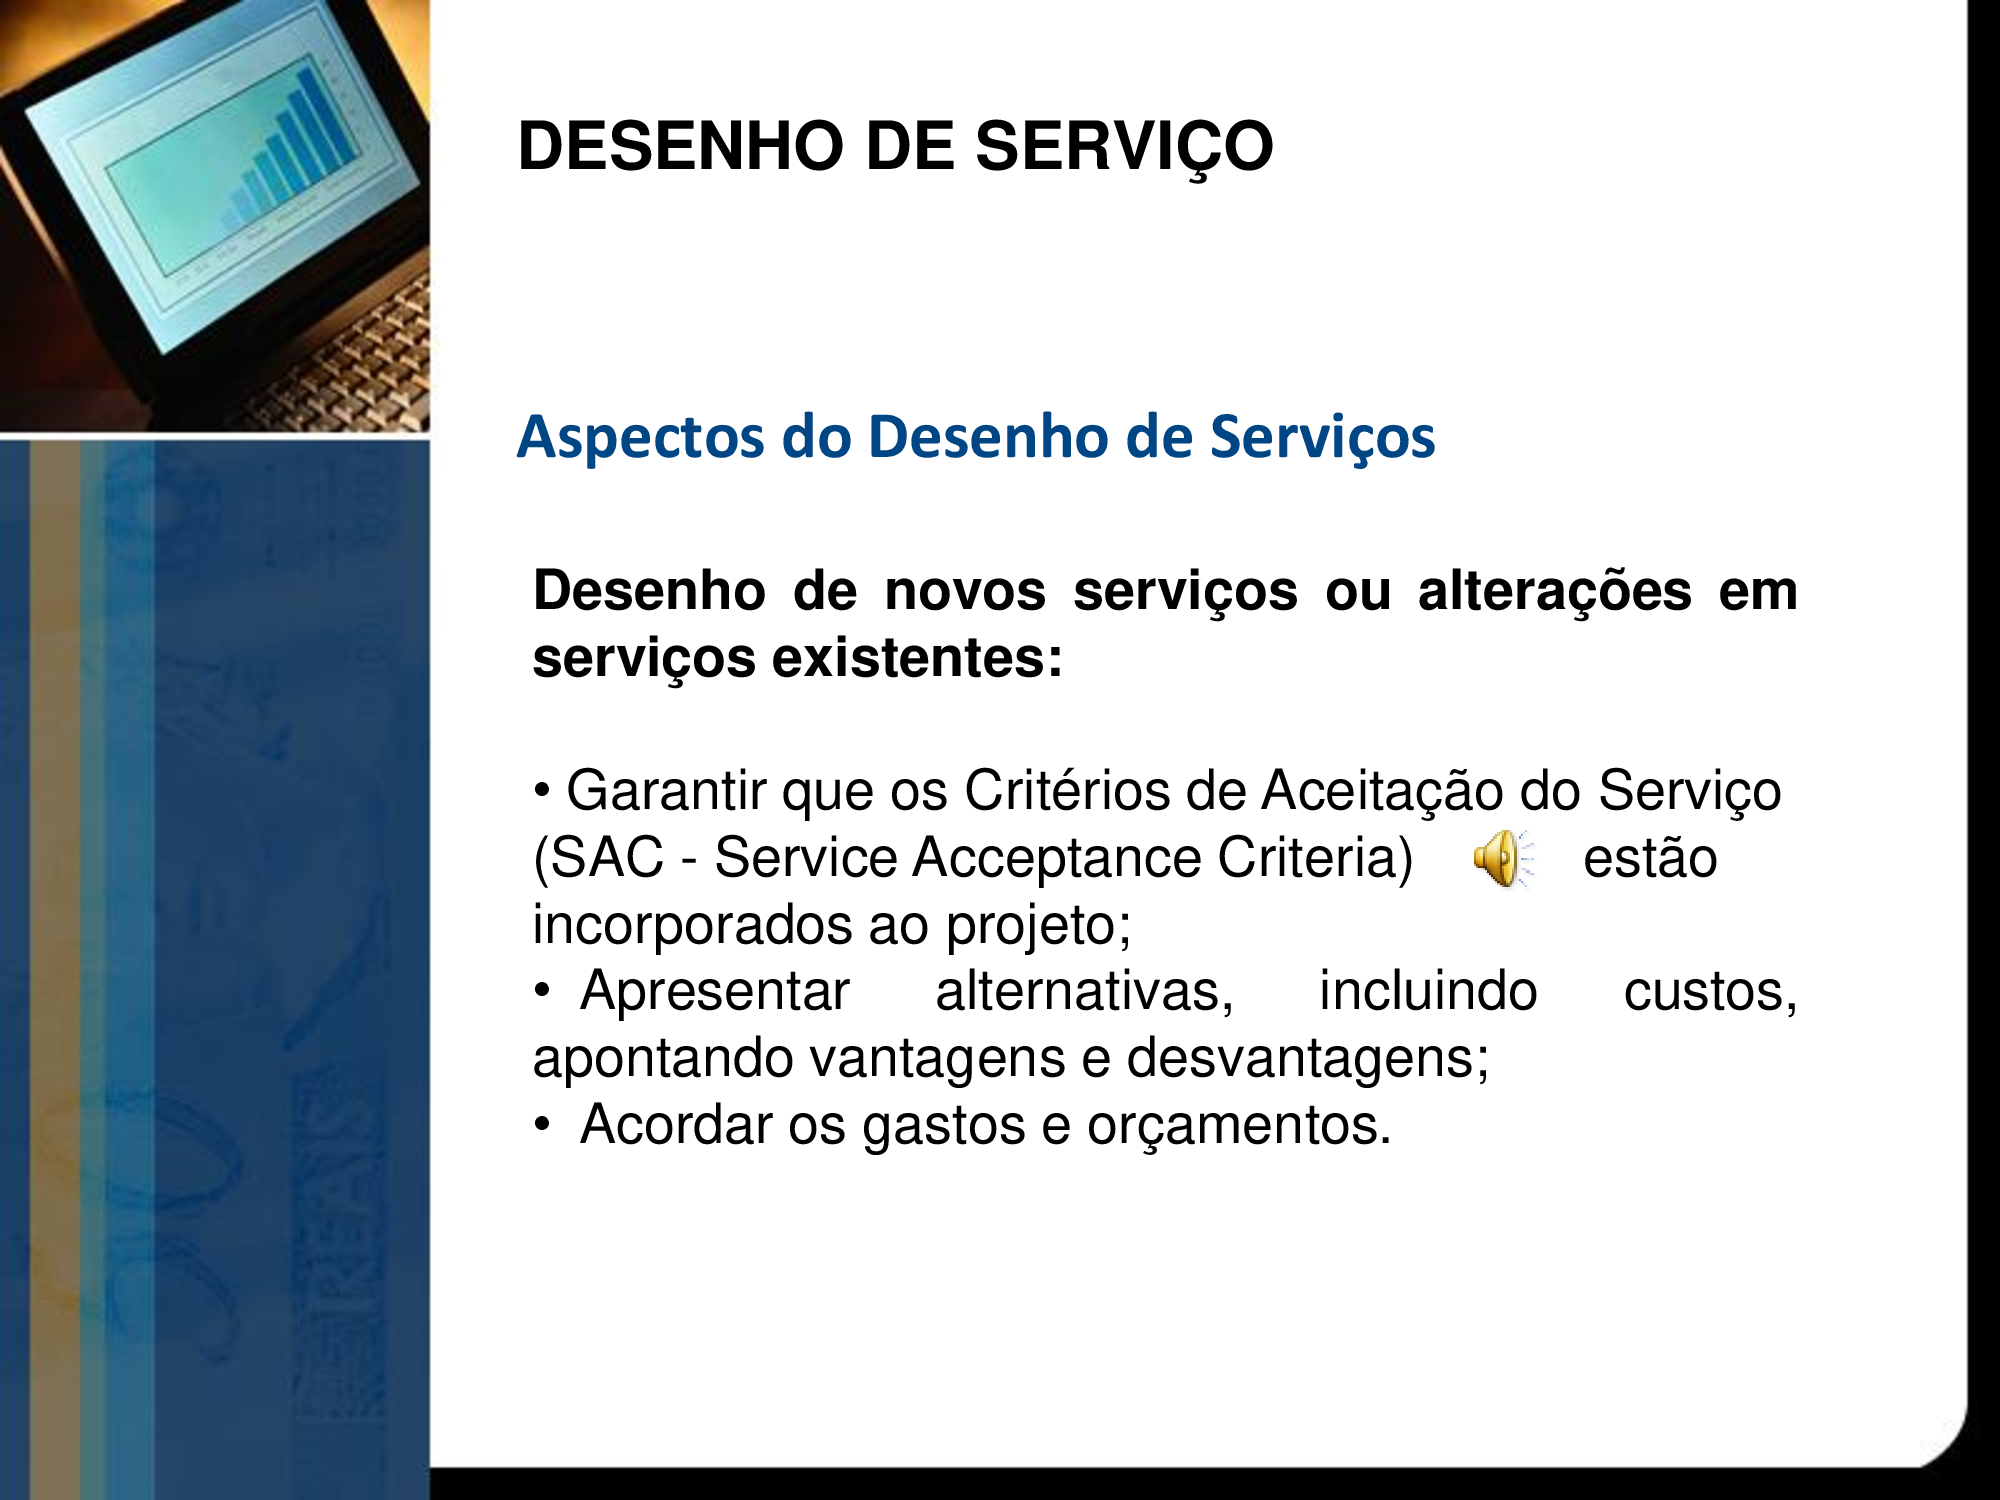 DESENHO DE SERVIÇO
Aspectos do Desenho de Serviços
Desenho de novos serviços ou alterações em
serviços existentes:
• Garantir que os Critérios de Aceitação do Serviço
(SAC - Service Acceptance Criteria) estão
incorporados ao projeto;
• Apresentar alternativas, incluindo custos,
apontando vantagens e desvantagens;
• Acordar os gastos e orçamentos.
REAIS